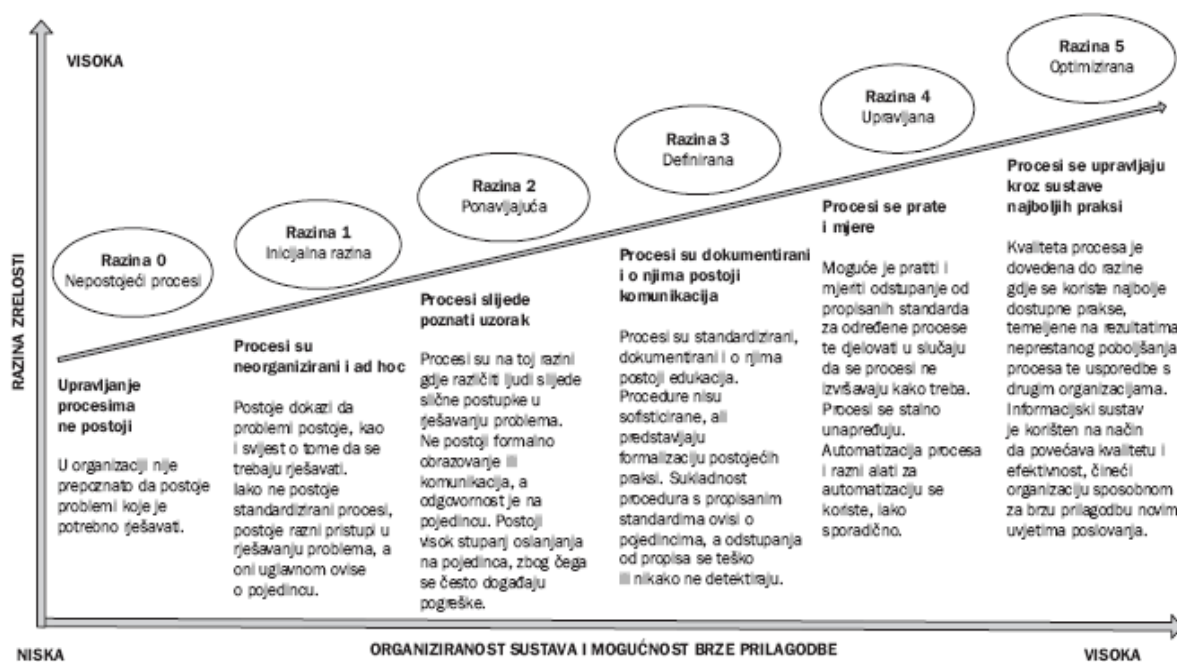 VISOKA
RAZINA ZRELOSTI
Razina 0
Nepostojeći procesi
Upravljanje
procesima
ne postoji
U organizaciji nije
prepoznato da postoje
problemi koje je
potrebno rješavati.
Razina 1
Inicijalna razina
Procesi su
neorganizirani i ad hoc
Postoje dokazi da
problemi postoje, kao
i svijest o tome da se
trebaju rješavati.
Iako ne postoje
standardizirani procesi,
postoje razni pristupi u
rješavanju problema, a
oni uglavnom ovise
o pojedincu.
Razina 2
Ponavljajuća
Procesi slijede
poznati uzorak
Procesi su na toj razini
gdje različiti ljudi slijede
slične postupke u
rješavanju problema.
Ne postoji formalno
obrazovanje ili
komunikacija, a
odgovornost je na
pojedincu. Postoji
visok stupanj oslanjanja
na pojedinca, zbog čega
se često događaju
pogreške.
Razina 3
Definirana
Procesi su dokumentirani
i o njima postoji
komunikacija
Procesi su standardizirani,
dokumentirani i o njima
postoji edukacija.
Procedure nisu
sofisticirane, ali
predstavljaju
formalizaciju postojećih
praksi. Sukladnost
procedura s propisanim
standardima ovisi o
pojedincima, a odstupanja
od propisa se teško
ili nikako ne detektiraju.
Razina 4
Upravljana
Procesi se prate
i mjere
Moguće je pratiti i
mjeriti odstupanje od
propisanih standarda
za određene procese
te djelovati u slučaju
da se procesi ne
izvršavaju kako treba.
Procesi se stalno
unapređuju.
Automatizacija procesa
i razni alati za
automatizaciju se
koriste, iako
sporadično.
Razina 5
Optimizirana
Procesi se upravljaju
kroz sustave
najboljih praksi
Kvaliteta procesa je
dovedena do razine
gdje se koriste najbolje
dostupne prakse,
temeljene na rezultatima
neprestanog poboljšanja
procesa te usporedbe s
drugim organizacijama.
Informacijski sustav
je korišten na način
da povećava kvalitetu i
efektivnost, čineći
organizaciju sposobnom
za brzu prilagodbu novim
uvjetima poslovanja.
NISKA
ORGANIZIRANOST SUSTAVA I MOGUĆNOST BRZE PRILAGODBE
VISOKA